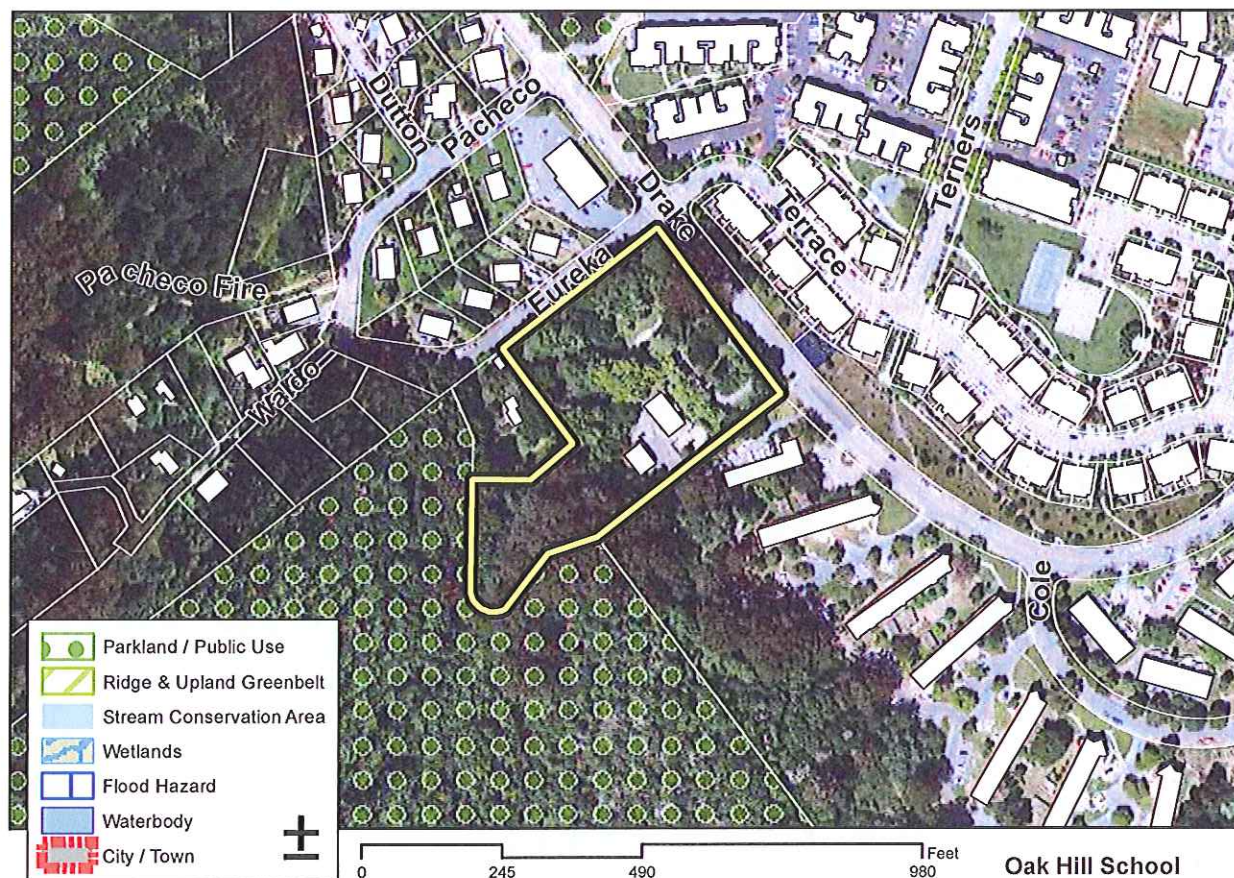 Dutton
Pacheco
Drake
Terners
Terrace
Pacheco Fire
Eureka
Waldo
Cole
Parkland / Public Use
Ridge & Upland Greenbelt
Stream Conservation Area
Wetlands
Flood Hazard
Waterbody
City / Town
0 245 490 980
Feet
Oak Hill School